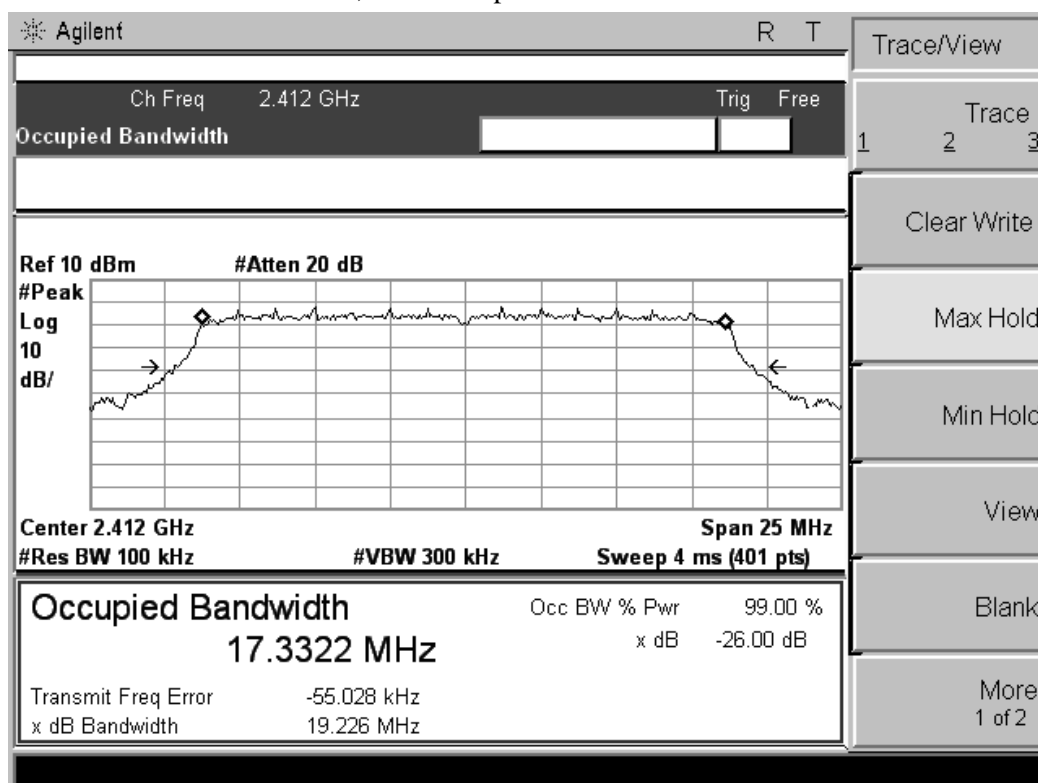 Agilent R T
Trace/View
Ch Freq 2.412 GHz Trig Free
Occupied Bandwidth
Trace
1 2 3
Clear Write
Ref 10 dBm #Atten 20 dB
#Peak
Log
10
dB/
Max Hold
Min Hold
Center 2.412 GHz Span 25 MHz
#Res BW 100 kHz #VBW 300 kHz Sweep 4 ms (401 pts)
View
Occupied Bandwidth
17.3322 MHz
Occ BW % Pwr 99.00 %
x dB -26.00 dB
Transmit Freq Error -55.028 kHz
x dB Bandwidth 19.226 MHz
Blank
More
1 of 2